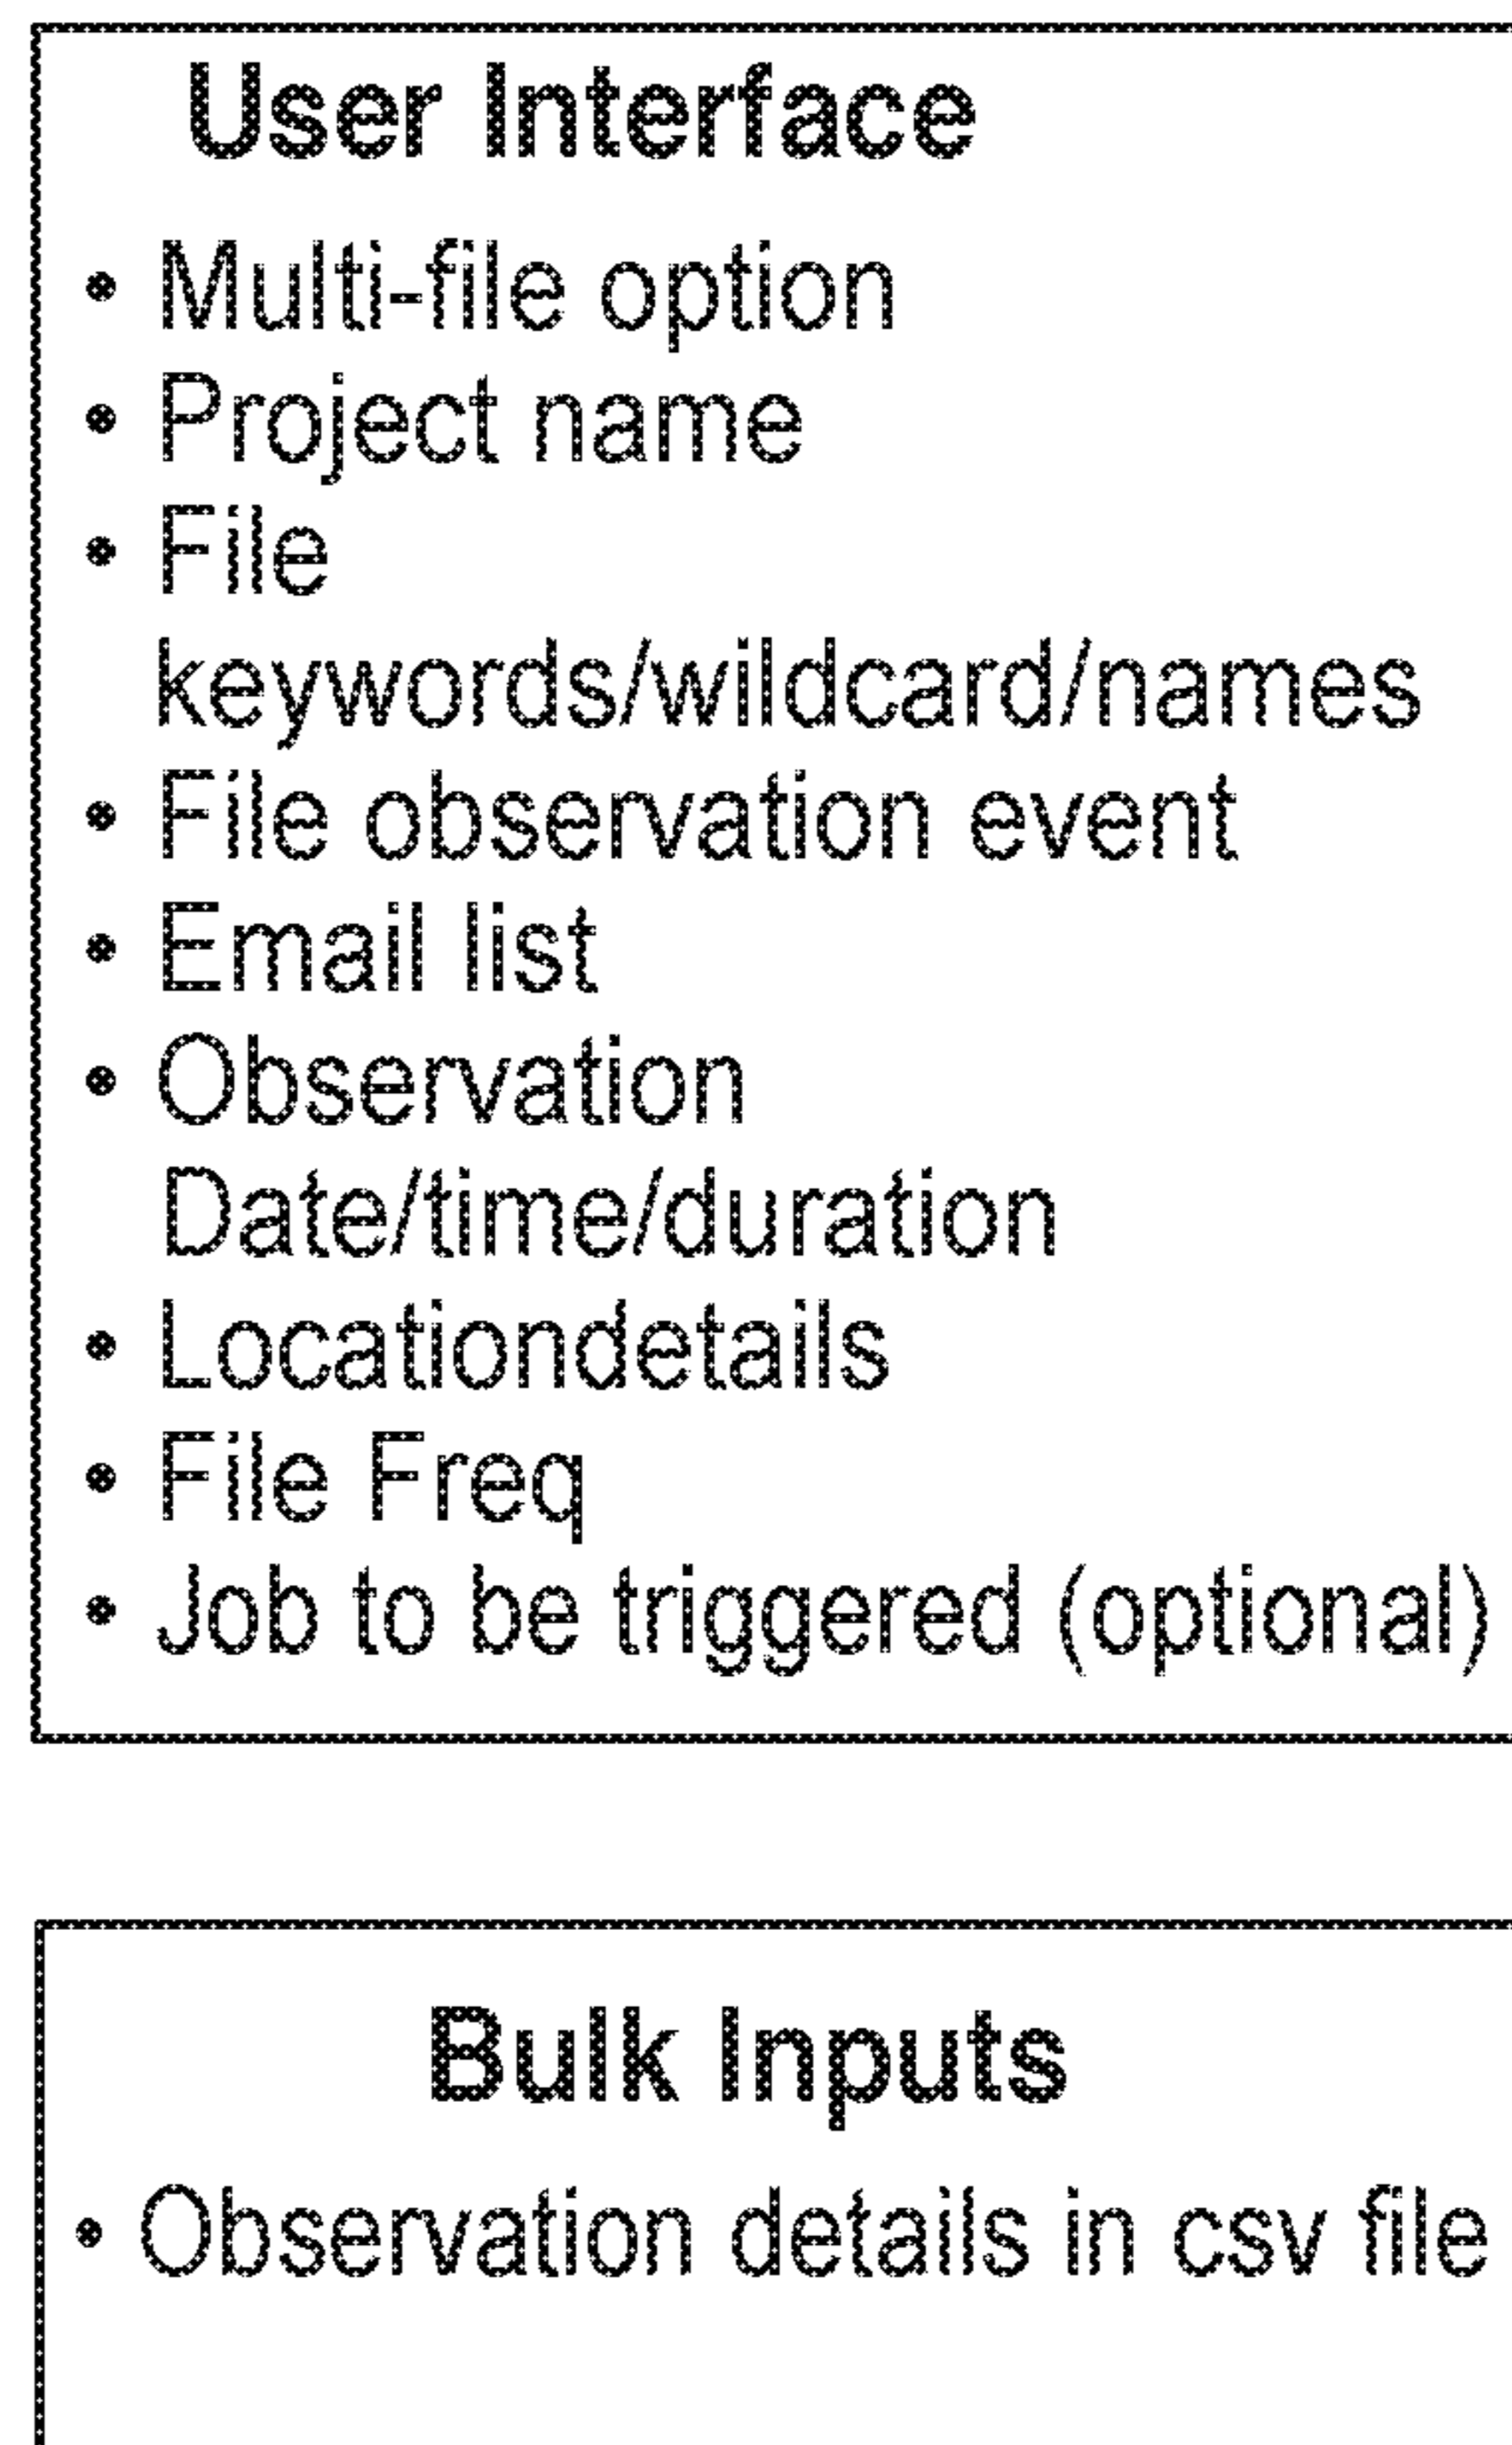 User Interface
• Multi-file option
• Project name
• File
keywords/wildcard/names
• File observation event
• Email list
• Observation
Date/time/duration
• Locationdetails
• File Freq
• Job to be triggered (optional)
Bulk Inputs
• Observation details in csv file